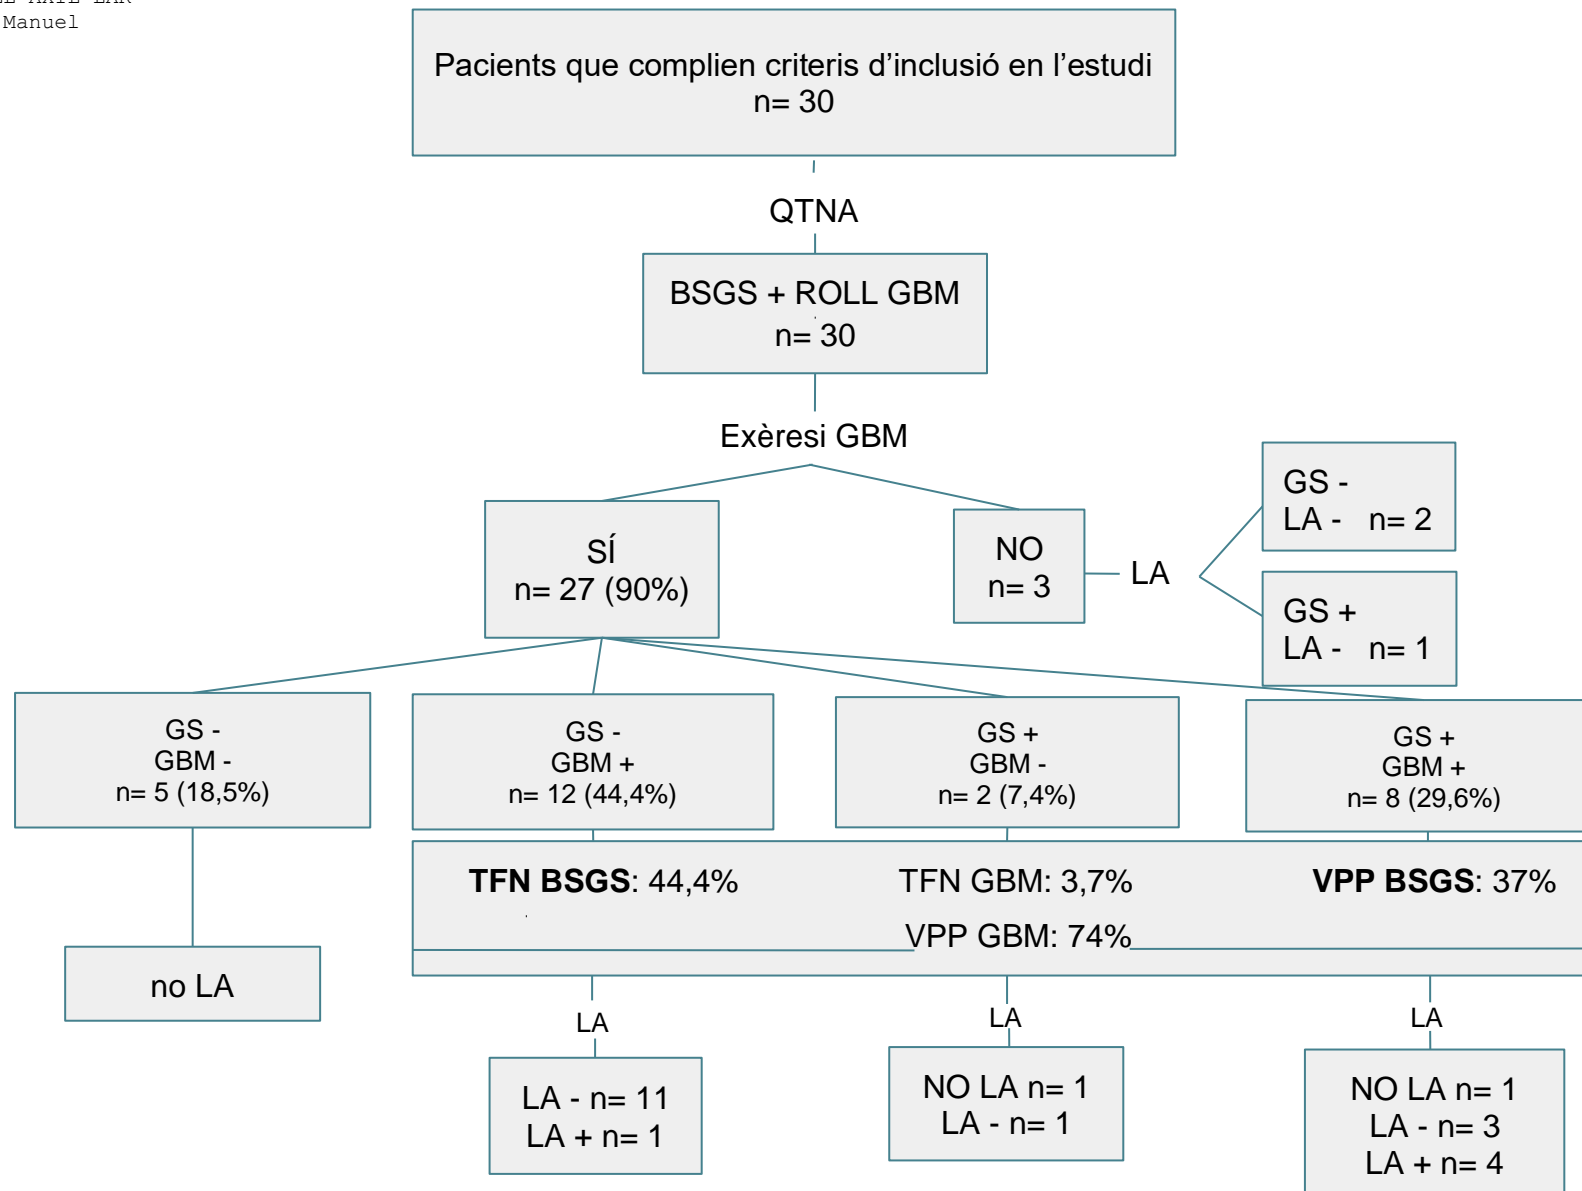 Manuel
Pacients que complien criteris d’inclusió en l’estudi
n= 30
QTNA
BSGS + ROLL GBM
n= 30
Exèresi GBM
SÍ
n= 27 (90%)
NO
n= 3
LA
GS -
LA - n= 2
GS +
LA - n= 1
GS -
GBM -
n= 5 (18,5%)
GS -
GBM +
n= 12 (44,4%)
GS +
GBM -
n= 2 (7,4%)
GS +
GBM +
n= 8 (29,6%)
TFN BSGS: 44,4%
TFN GBM: 3,7%
VPP BSGS: 37%
VPP GBM: 74%
no LA
LA
LA - n= 11
LA + n= 1
LA
NO LA n= 1
LA - n= 1
LA
NO LA n= 1
LA - n= 3
LA + n= 4